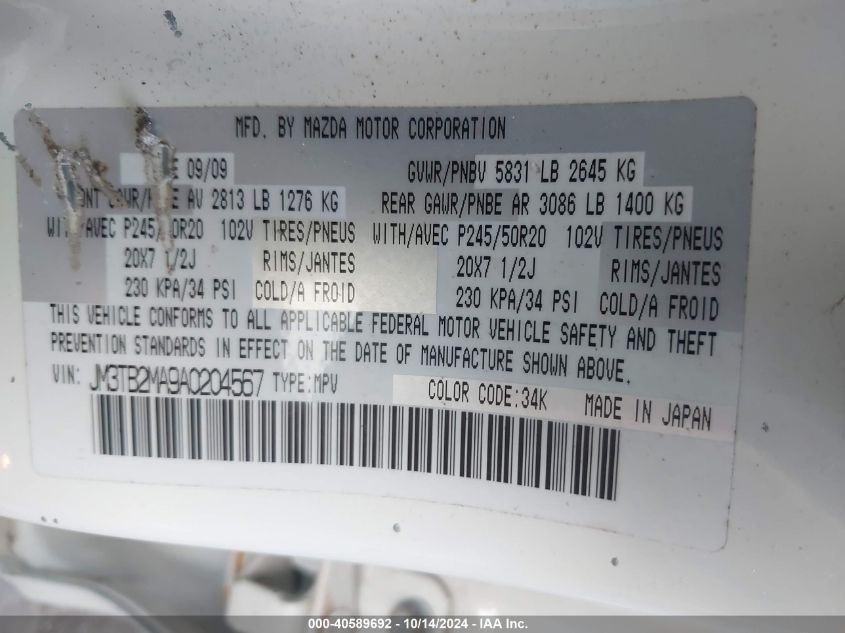 MFD. BY MAZDA MOTOR CORPORATION
09/09 GVWR/PNBV 5831 LB 2645 KG
AV 2813 LB 1276 KG REAR GAWR/PNBE AR 3086 LB 1400 KG
WITH/AVEC 102V TIRES/PNEUS WITH/AVEC P245/50R20 102V TIRES/PNEUS
20X7 1/2J RIMS/JANTES 20X7 1/2J RIMS/JANTES
230 KPA/34 PSI COLD/A FROID 230 KPA/34 PSI COLD/A FROID
THIS VEHICLE CONFORMS TO ALL APPLICABLE FEDERAL MOTOR VEHICLE SAFETY AND THEFT
PREVENTION STANDARDS IN EFFECT ON THE DATE OF MANUFACTURE SHOWN ABOVE.
VIN: JM3TB2MA9A0204567 TYPE:MPV COLOR CODE:34K MADE IN JAPAN
000-40589692 - 10/14/2024 - IAA Inc.